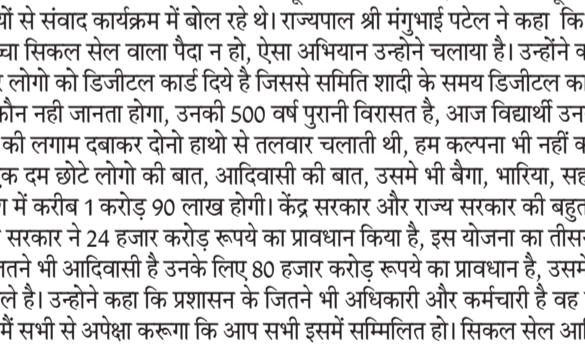 यों से संवाद कार्यक्रम में बोल रहे थे। राज्यपाल श्री मंगुभाई पटेल ने कहा कि
च्चा सिकल सेल वाला पैदा न हो, ऐसा अभियान उन्होने चलाया है। उन्होंने
लोगो को डिजीटल कार्ड दिये है जिससे समिति शादी के समय डिजीटल का
कौन नही जानता होगा, उनकी 500 वर्ष पुरानी विरासत है, आज विद्यार्थी उन
की लगाम दबाकर दोनो हाथो से तलवार चलाती थी, हम कल्पना भी नहीं क
क दम छोटे लोगो की बात, आदिवासी की बात, उसमे भी बैगा, भारिया, सह
में करीब 1 करोड़ 90 लाख होगी। केंद्र सरकार और राज्य सरकार की बहुत
सरकार ने 24 हजार करोड़ रूपये का प्रावधान किया है, इस योजना का तीस
तने भी आदिवासी है उनके लिए 80 हजार करोड़ रूपये का प्रावधान है, उसमे
ले है। उन्होने कहा कि प्रशासन के जितने भी अधिकारी और कर्मचारी है वह
मैं सभी से अपेक्षा करूगा कि आप सभी इसमें सम्मिलित हो। सिकल सेल आ